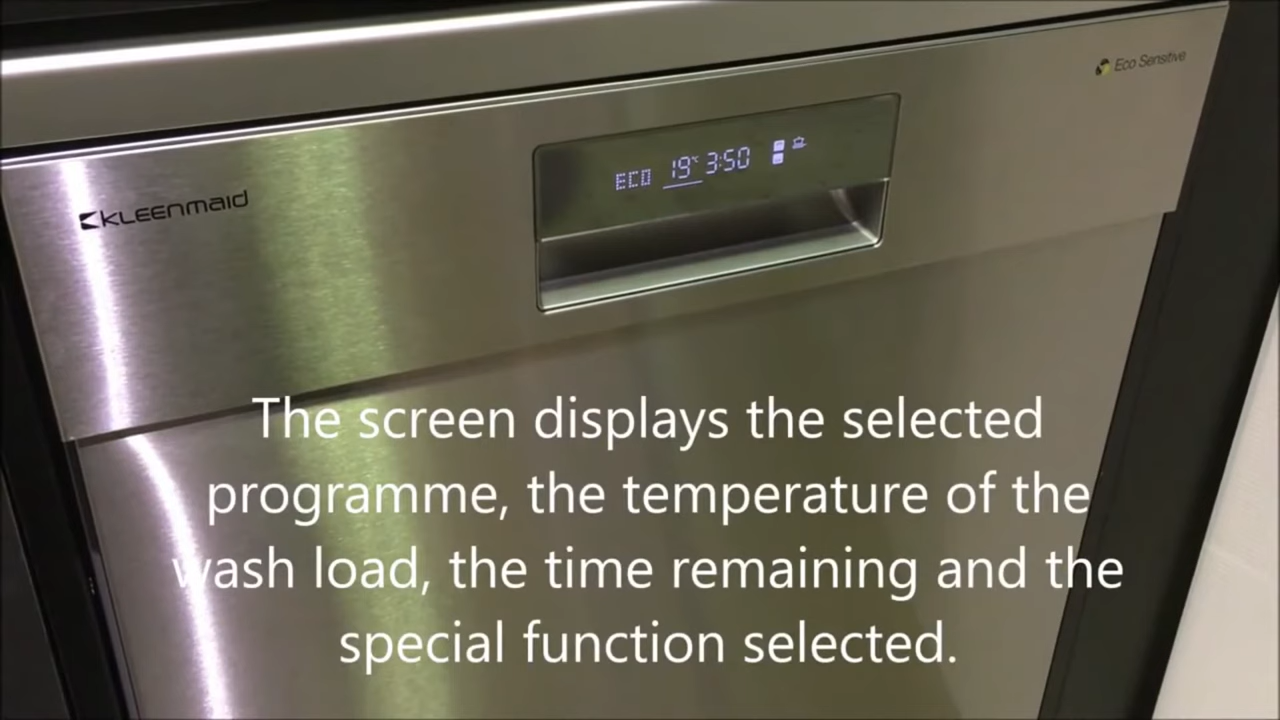 Eco Sensitive
ECO 19°C 3:50
KLEENMAID
The screen displays the selected
programme, the temperature of the
wash load, the time remaining and the
special function selected.